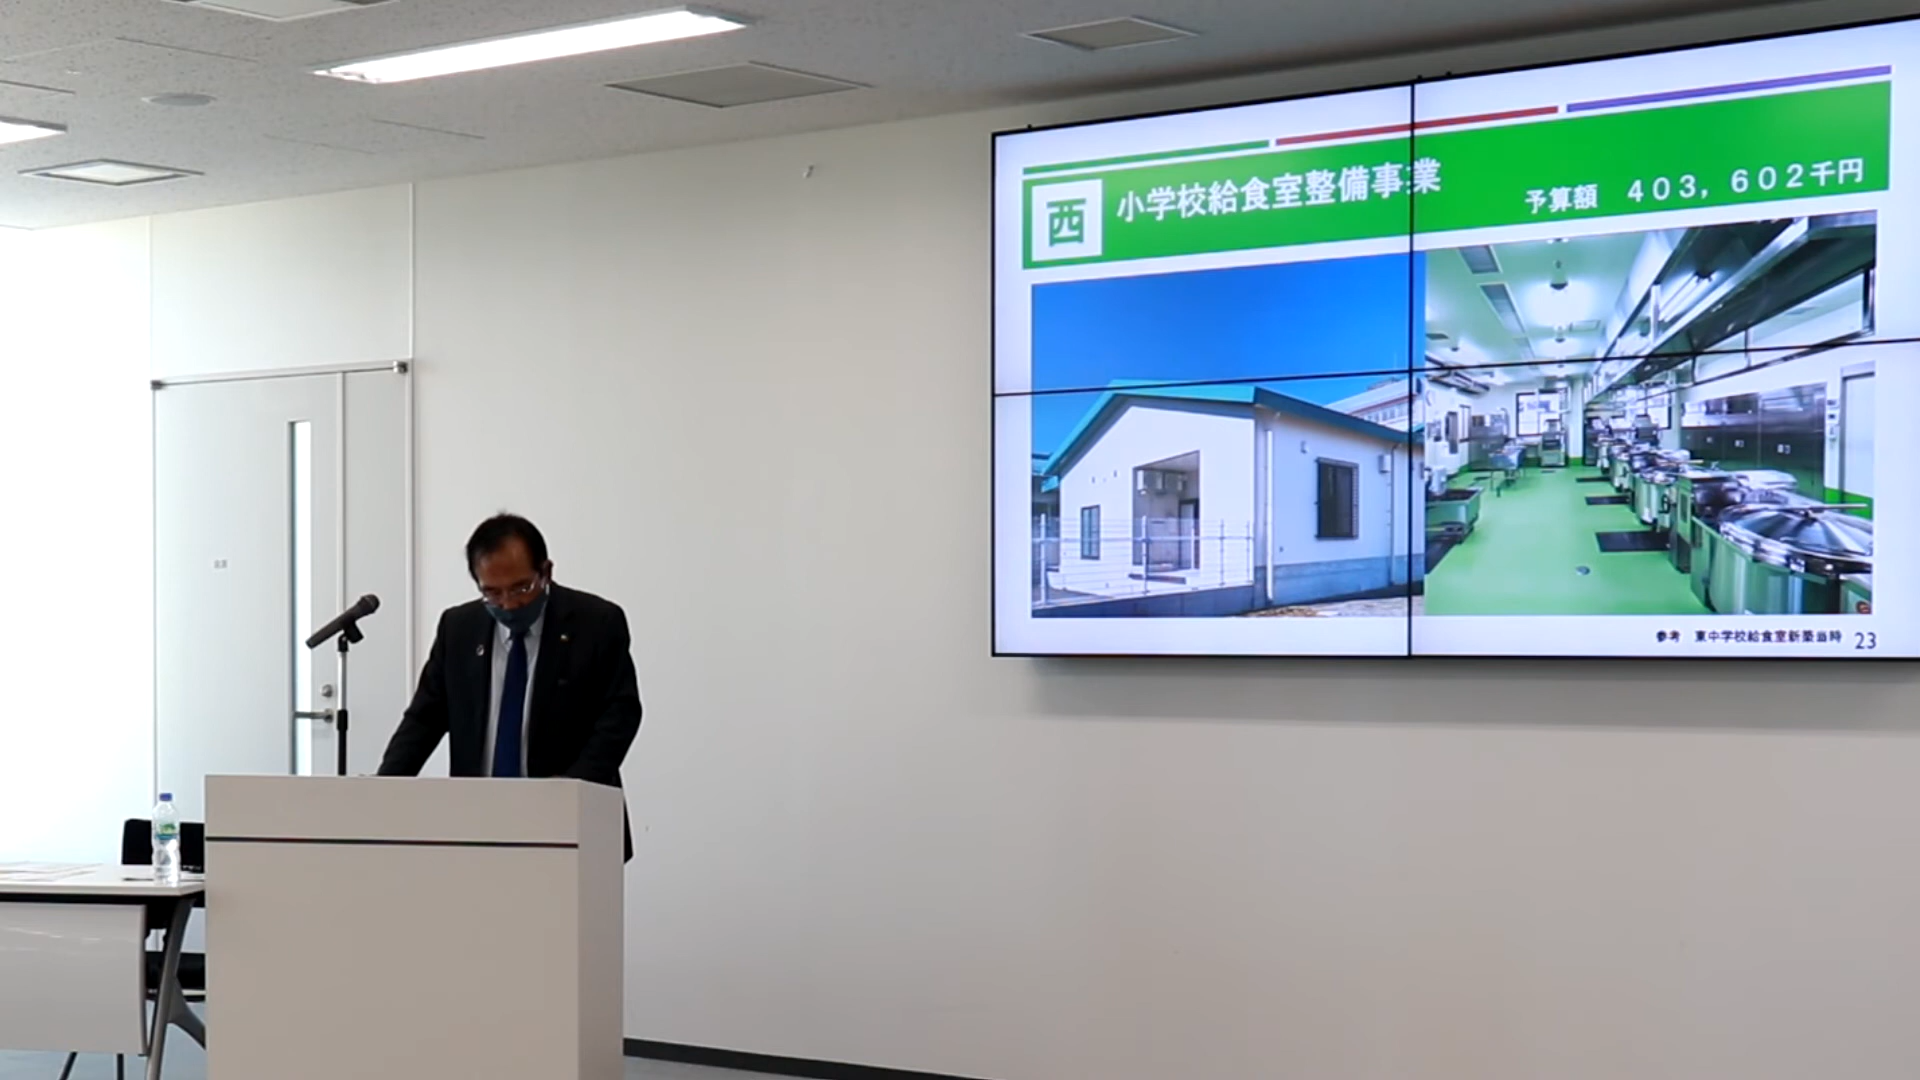 西
小学校給食室整備事業
予算額 403,602千円
参考 東中学校給食室新築当時
23